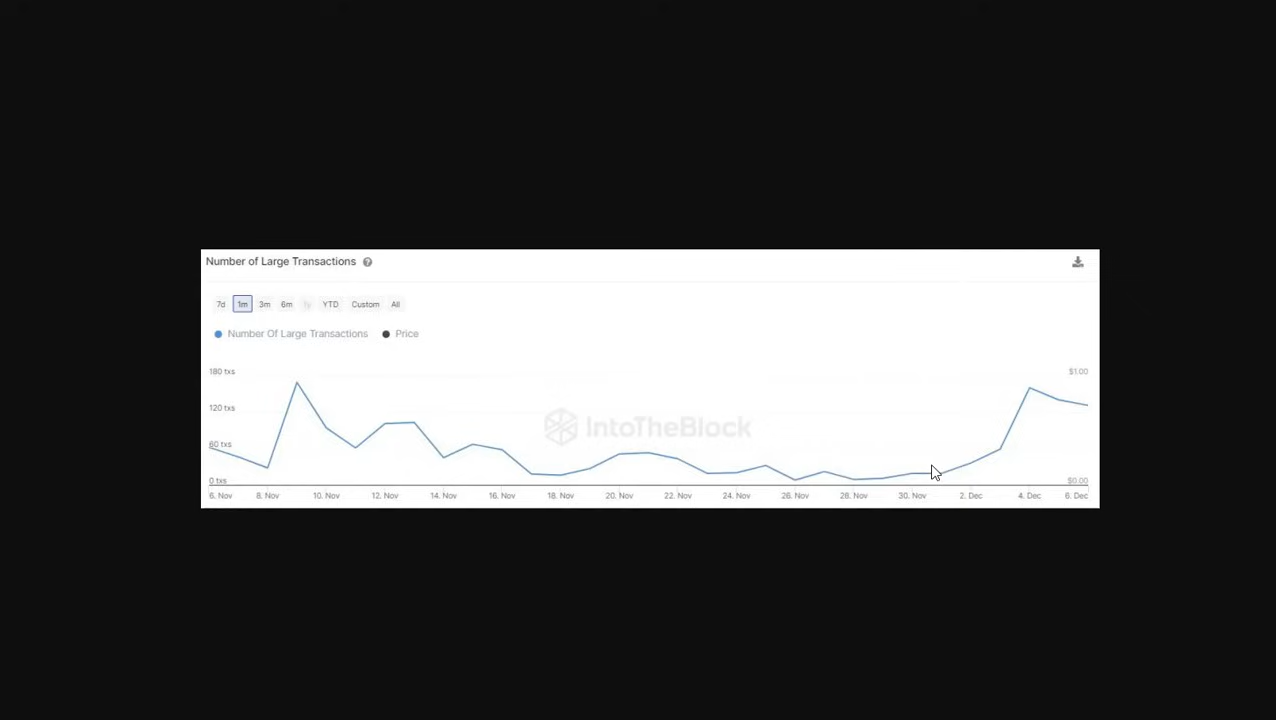 Number of Large Transactions
7d 1m 3m 6m 1y YTD Custom All
Number Of Large Transactions Price
180 txs $1.00
120 txs
IntoTheBlock
60 txs
0 txs $0.00
6. Nov 8. Nov 10. Nov 12. Nov 14. Nov 16. Nov 18. Nov 20. Nov 22. Nov 24. Nov 26. Nov 28. Nov 30. Nov 2. Dec 4. Dec 6. Dec